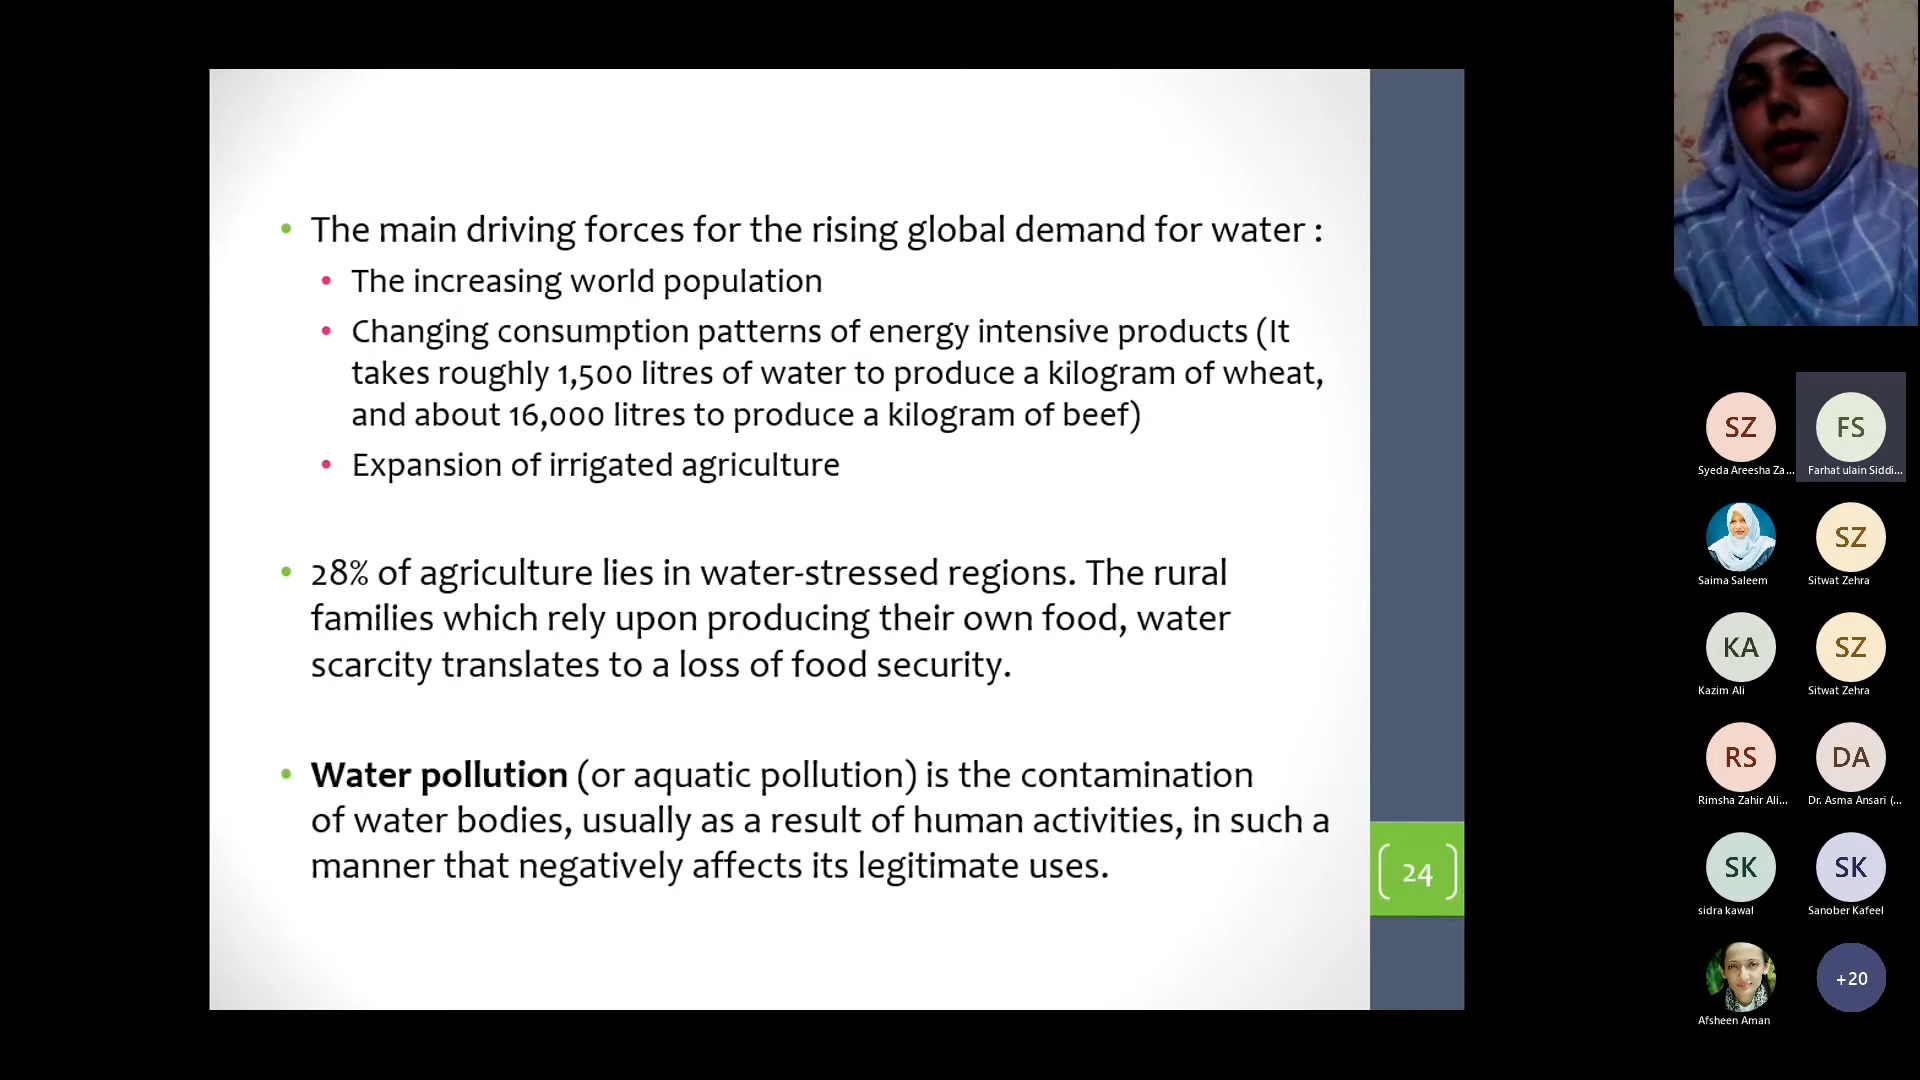 • The main driving forces for the rising global demand for water :
• The increasing world population
• Changing consumption patterns of energy intensive products (It
takes roughly 1,500 litres of water to produce a kilogram of wheat,
and about 16,000 litres to produce a kilogram of beef)
• Expansion of irrigated agriculture
• 28% of agriculture lies in water-stressed regions. The rural
families which rely upon producing their own food, water
scarcity translates to a loss of food security.
• Water pollution (or aquatic pollution) is the contamination
of water bodies, usually as a result of human activities, in such a
manner that negatively affects its legitimate uses.
24
SZ
Syeda Areesha Za...
FS
Farhat ulain Siddi...
Saima Saleem
SZ
Sitwat Zehra
KA
Kazim Ali
SZ
Sitwat Zehra
RS
Rimsha Zahir Ali...
DA
Dr. Asma Ansari (...
SK
sidra kawal
SK
Sanober Kafeel
Afsheen Aman
+20